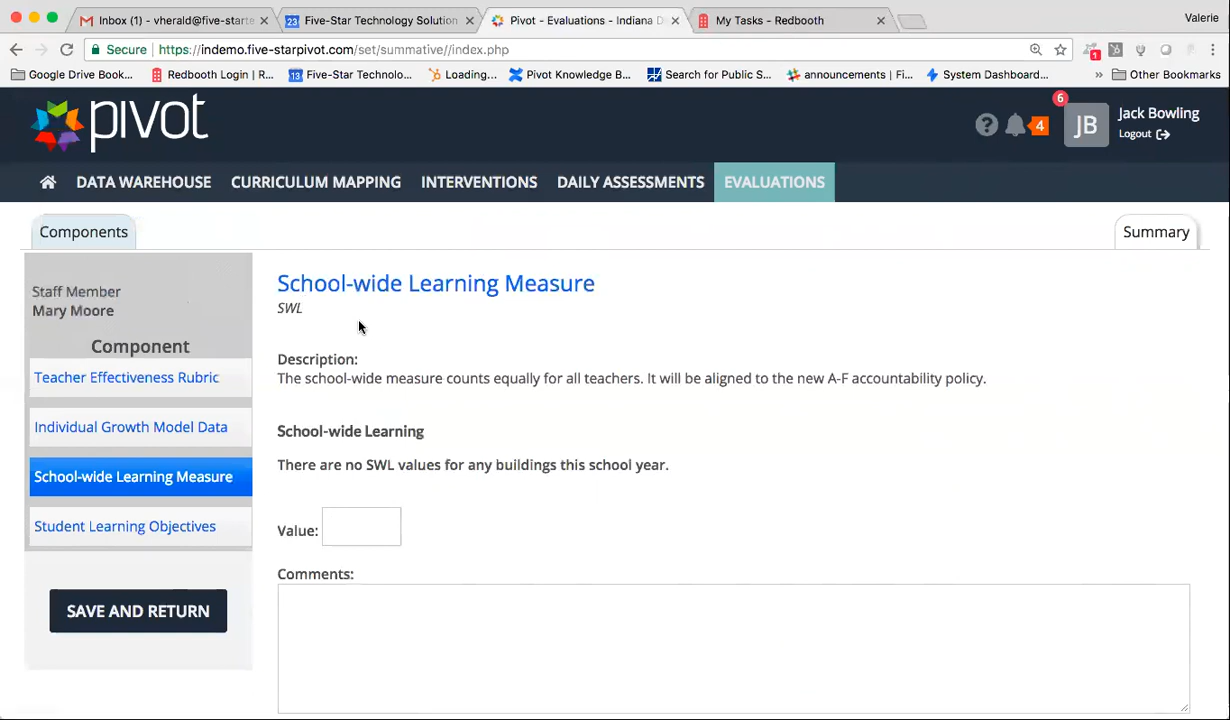 Inbox (1) - vherald@five-starte
23 Five-Star Technology Solution
Pivot - Evaluations - Indiana D
My Tasks - Redbooth
Valerie
Secure
https://indemo.five-starpivot.com/set/summative//index.php
1
Google Drive Book...
Redbooth Login | R...
13 Five-Star Technolo...
Loading...
Pivot Knowledge B...
Search for Public S...
announcements | Fi...
System Dashboard...
»
Other Bookmarks
pivot
?
4
6
JB
Jack Bowling
Logout
DATA WAREHOUSE
CURRICULUM MAPPING
INTERVENTIONS
DAILY ASSESSMENTS
EVALUATIONS
Components
Summary
Staff Member
Mary Moore
Component
Teacher Effectiveness Rubric
Individual Growth Model Data
School-wide Learning Measure
Student Learning Objectives
SAVE AND RETURN
School-wide Learning Measure
SWL
Description:
The school-wide measure counts equally for all teachers. It will be aligned to the new A-F accountability policy.
School-wide Learning
There are no SWL values for any buildings this school year.
Value:
Comments: